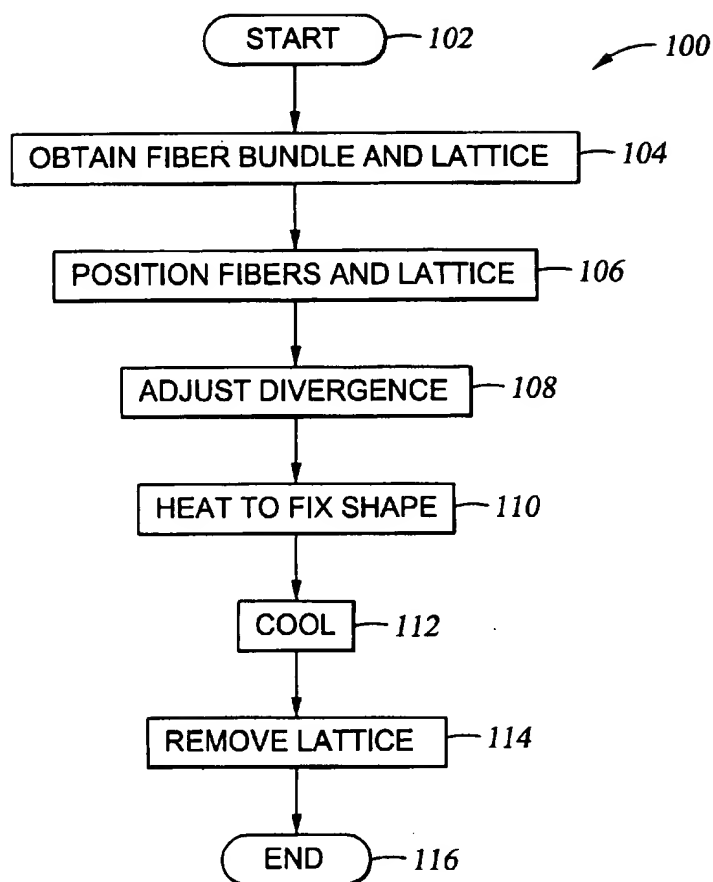 START 102
100
OBTAIN FIBER BUNDLE AND LATTICE 104
POSITION FIBERS AND LATTICE 106
ADJUST DIVERGENCE 108
HEAT TO FIX SHAPE 110
COOL 112
REMOVE LATTICE 114
END 116